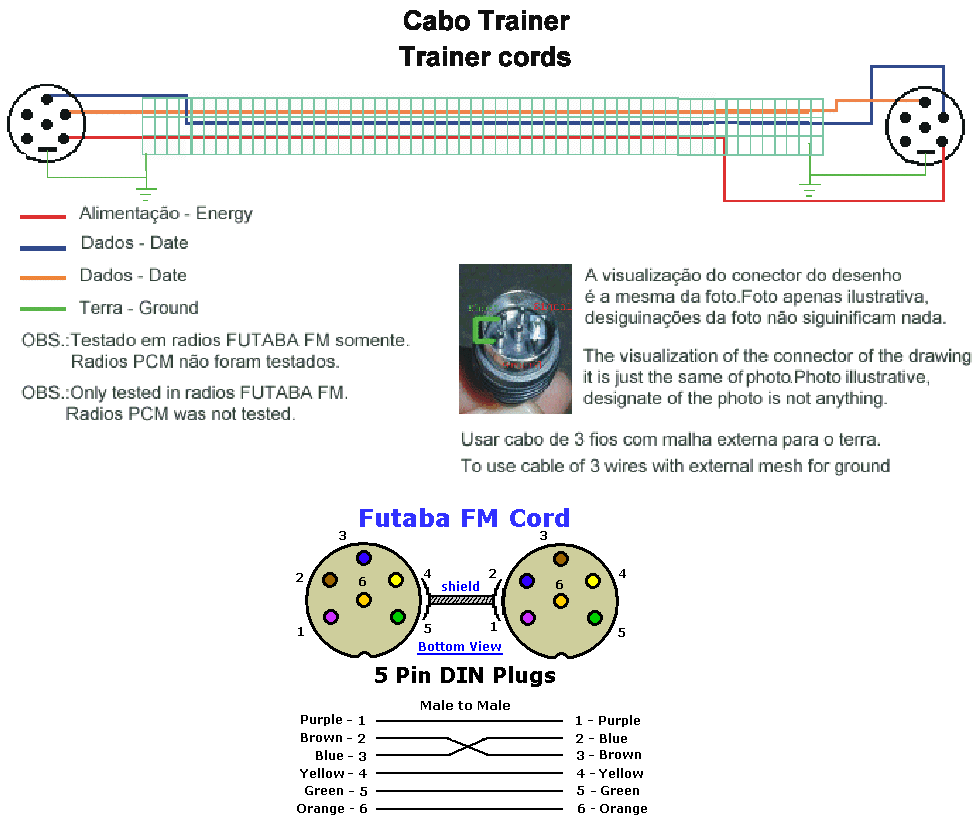 Cabo Trainer
Trainer cords
Alimentação - Energy
Dados - Date
Dados - Date
Terra - Ground
OBS.:Testado em radios FUTABA FM somente.
Radios PCM não foram testados.
OBS.:Only tested in radios FUTABA FM.
Radios PCM was not tested.
A visualização do conector do desenho
é a mesma da foto.Foto apenas ilustrativa,
desiguinações da foto não siguinificam nada.
The visualization of the connector of the drawing
it is just the same of photo.Photo illustrative,
designate of the photo is not anything.
Usar cabo de 3 fios com malha externa para o terra.
To use cable of 3 wires with external mesh for ground
Futaba FM Cord
3
3
2
6
4
shield
2
6
4
1
5
1
5
Bottom View
5 Pin DIN Plugs
Male to Male
Purple - 1 1 - Purple
Brown - 2 2 - Blue
Blue - 3 3 - Brown
Yellow - 4 4 - Yellow
Green - 5 5 - Green
Orange - 6 6 - Orange